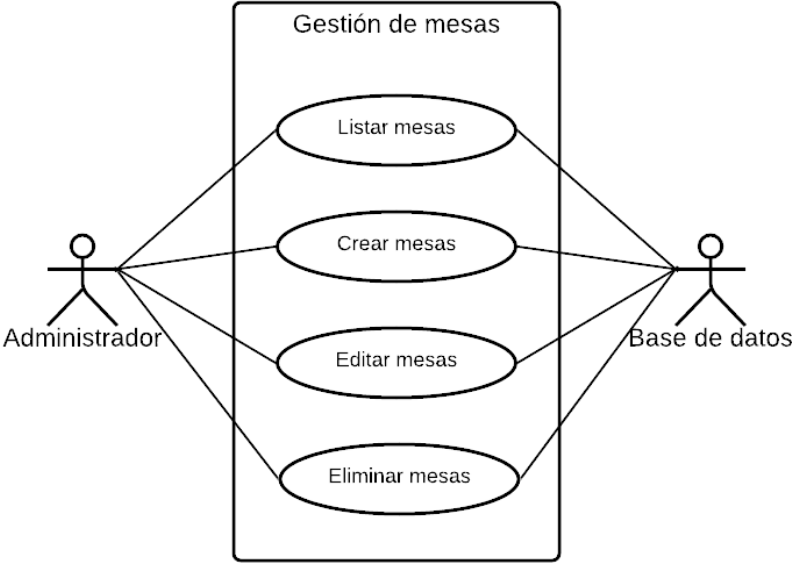 Gestión de mesas
Listar mesas
Crear mesas
Administrador
Base de datos
Editar mesas
Eliminar mesas